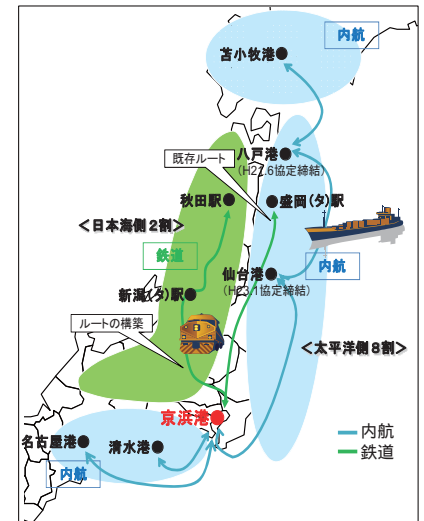 内航
苫小牧港
八戸港
(H21.6協定締結)
既存ルート
秋田駅
盛岡(タ)駅
＜日本海側２割＞
鉄道
内航
仙台港
(H23.1協定締結)
新潟(タ)駅
ルートの構築
＜太平洋側８割＞
京浜港
名古屋港
清水港
内航
内航
鉄道